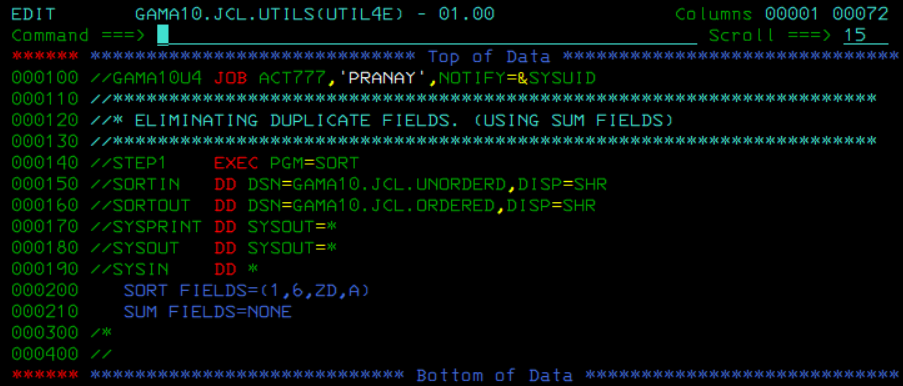 EDIT       GAMA10.JCL.UTILS(UTIL4E) - 01.00                Columns 00001 00072
Command ===>                                                  Scroll ===> 15
****** **************************** Top of Data ******************************
000100 //GAMA10U4 JOB ACT777,'PRANAY',NOTIFY=&SYSUID
000110 //********************************************************************
000120 //* ELIMINATING DUPLICATE FIELDS. (USING SUM FIELDS)
000130 //********************************************************************
000140 //STEP1    EXEC PGM=SORT
000150 //SORTIN   DD DSN=GAMA10.JCL.UNORDERD,DISP=SHR
000160 //SORTOUT  DD DSN=GAMA10.JCL.ORDERED,DISP=SHR
000170 //SYSPRINT DD SYSOUT=*
000180 //SYSOUT   DD SYSOUT=*
000190 //SYSIN    DD *
000200    SORT FIELDS=(1,6,ZD,A)
000210    SUM FIELDS=NONE
000300 /*
000400 //
****** *************************** Bottom of Data ****************************